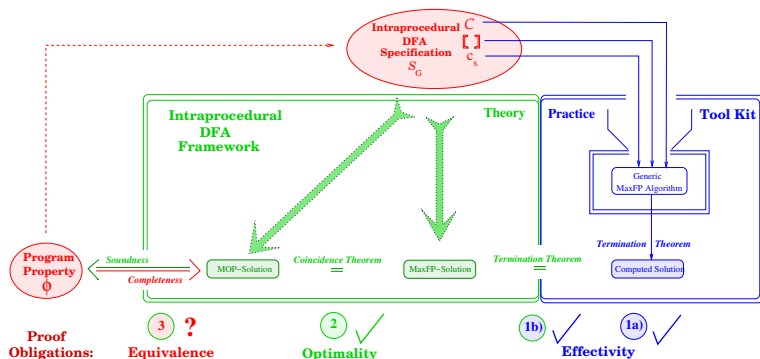 Intraprocedural C
DFA [ ]
Specification c_s
S_G
Intraprocedural
DFA
Framework
Theory
Practice
Tool Kit
Generic
MaxFP Algorithm
Termination Theorem
Program
Property
ϕ
Soundness
Completeness
MOP-Solution
Coincidence Theorem
=
MaxFP-Solution
Termination Theorem
=
Computed Solution
Proof
Obligations:
3 ?
Equivalence
2
Optimality
1b)
1a)
Effectivity